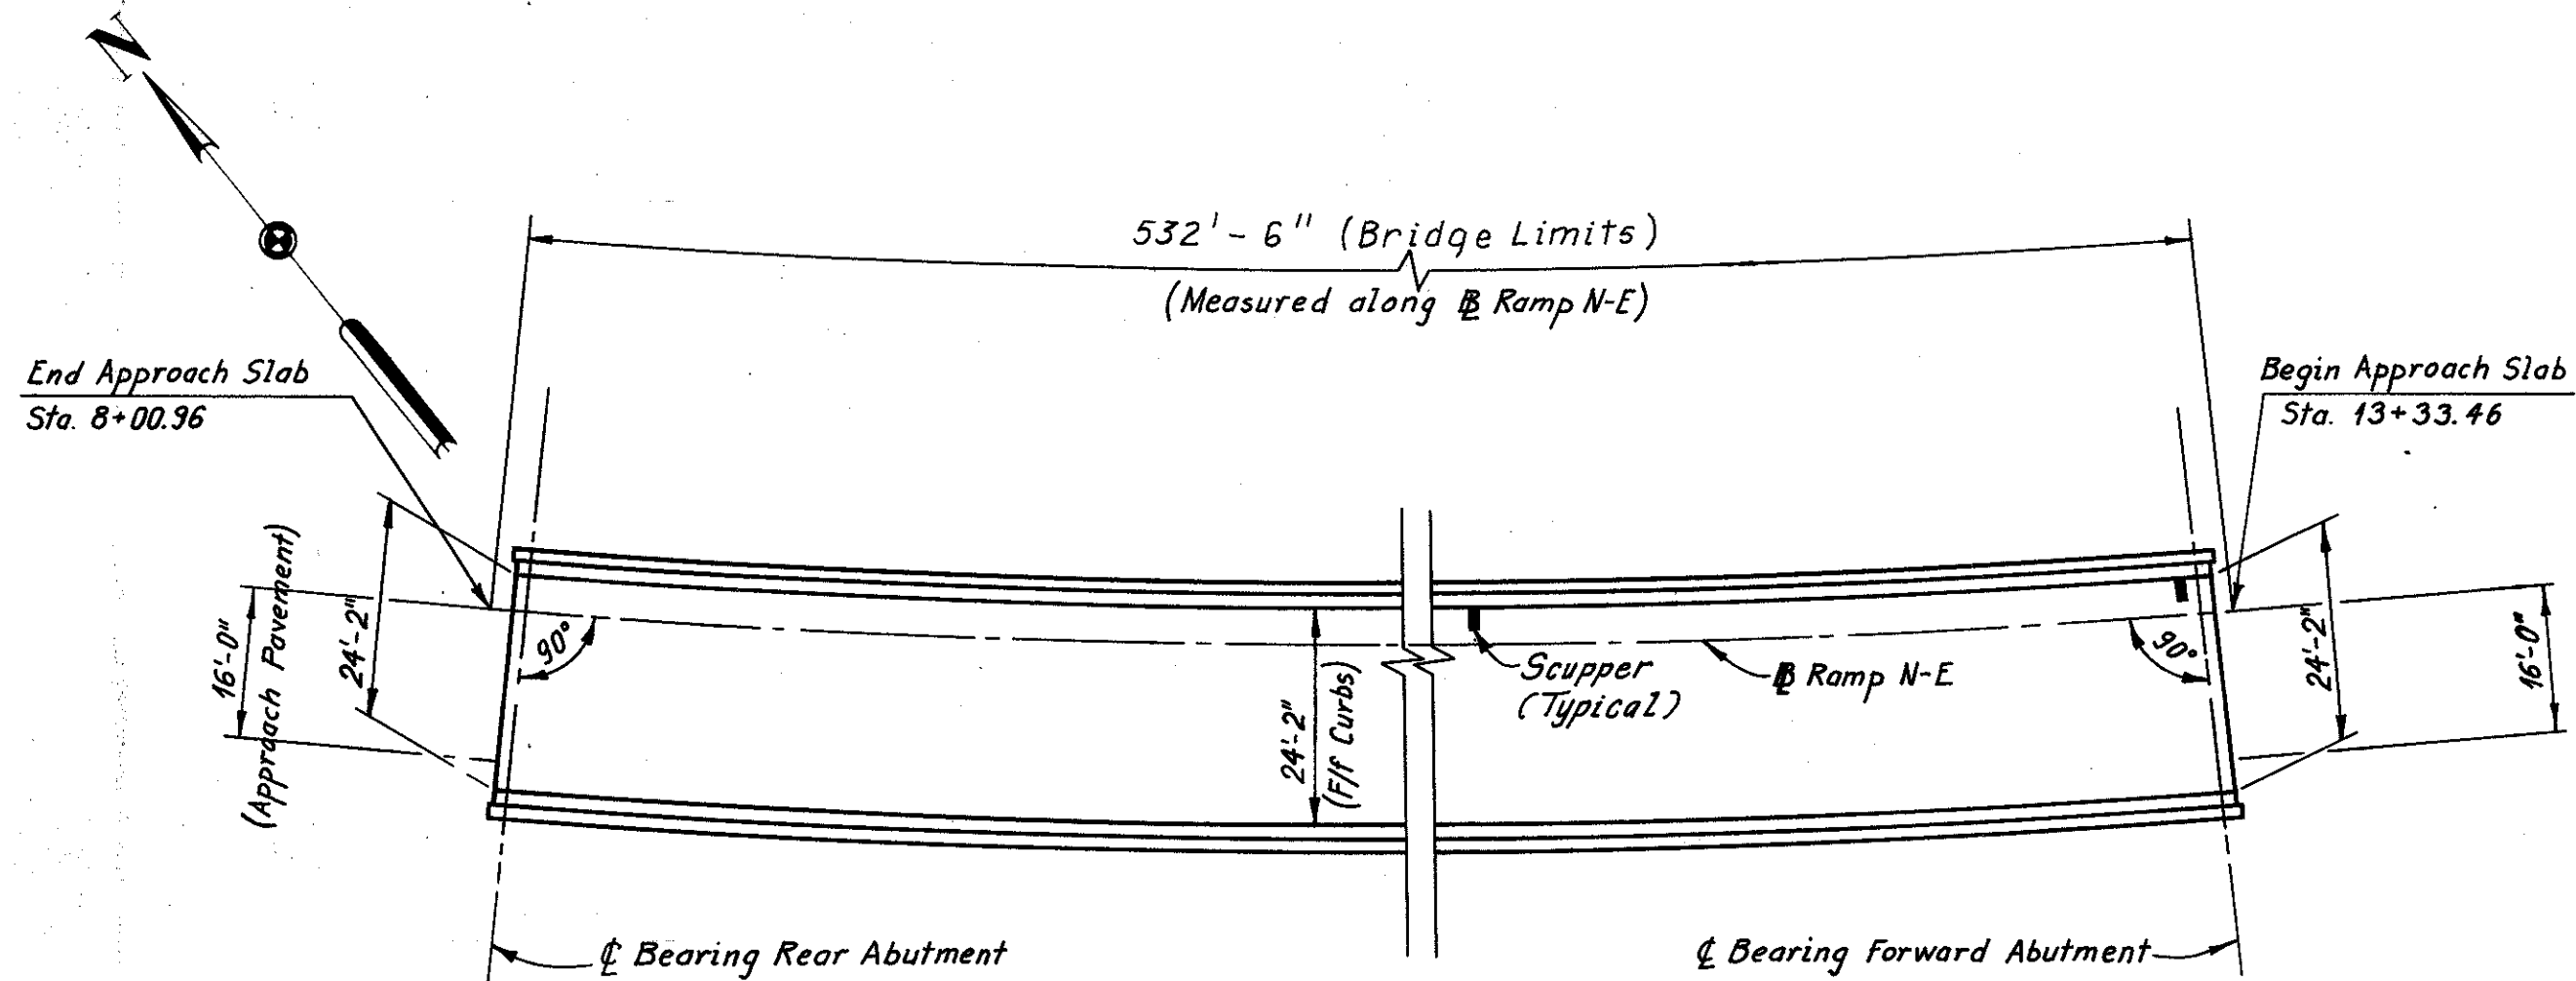 N
532'-6" (Bridge Limits)
(Measured along ℄ Ramp N-E)
End Approach Slab
Sta. 8+00.96
Begin Approach Slab
Sta. 13+33.46
16'-0"
(Approach Pavement)
24'-2"
90°
24'-2"
(F/f Curbs)
Scupper
(Typical)
BL Ramp N-E
90°
24'-2"
16'-0"
℄ Bearing Rear Abutment
℄ Bearing Forward Abutment